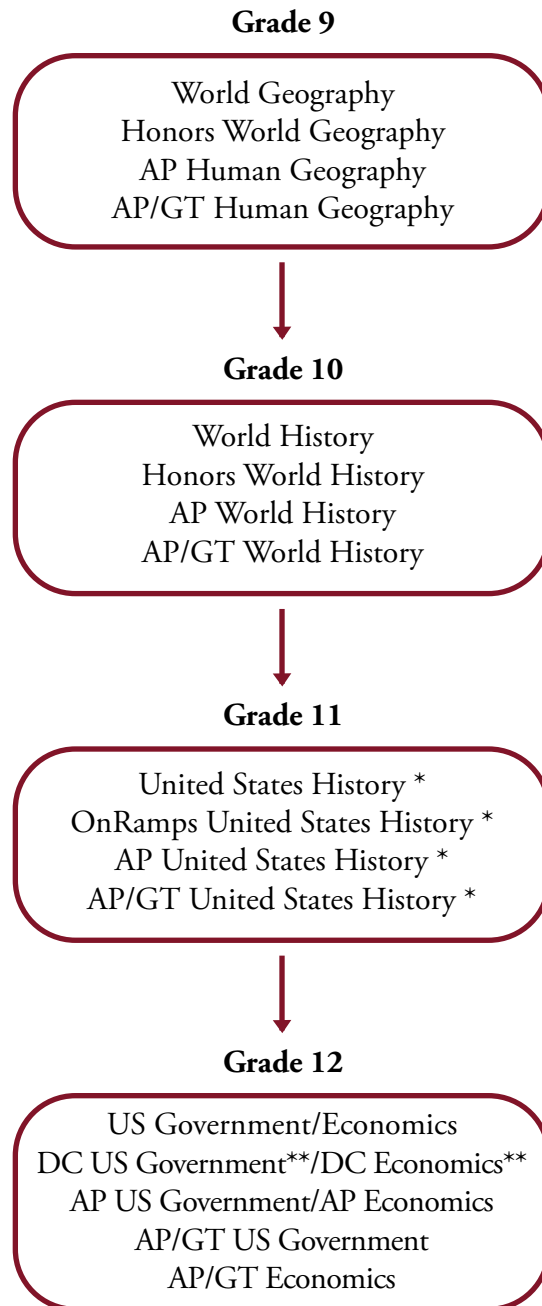 Grade 9
World Geography
Honors World Geography
AP Human Geography
AP/GT Human Geography
Grade 10
World History
Honors World History
AP World History
AP/GT World History
Grade 11
United States History *
OnRamps United States History *
AP United States History *
AP/GT United States History *
Grade 12
US Government/Economics
DC US Government**/DC Economics**
AP US Government/AP Economics
AP/GT US Government
AP/GT Economics